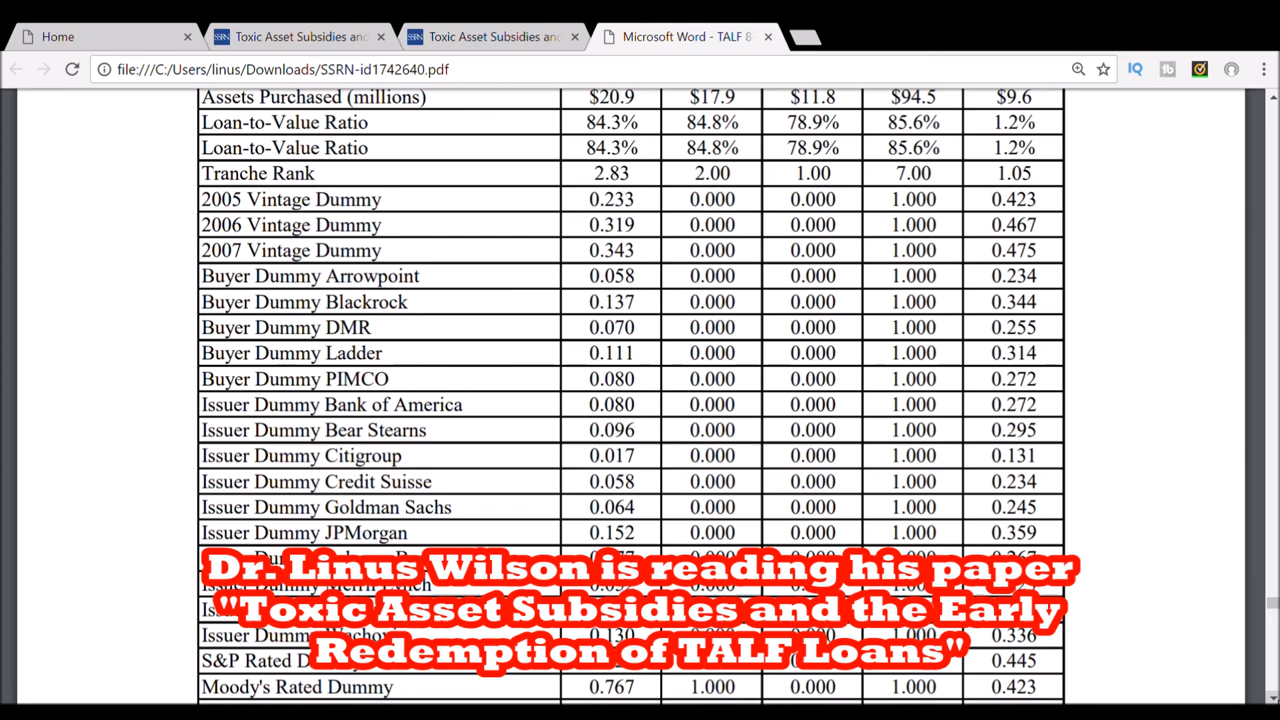 Home
Toxic Asset Subsidies and
Toxic Asset Subsidies and
Microsoft Word - TALF 8
file:///C:/Users/linus/Downloads/SSRN-id1742640.pdf
Assets Purchased (millions) $20.9 $17.9 $11.8 $94.5 $9.6
Loan-to-Value Ratio 84.3% 84.8% 78.9% 85.6% 1.2%
Loan-to-Value Ratio 84.3% 84.8% 78.9% 85.6% 1.2%
Tranche Rank 2.83 2.00 1.00 7.00 1.05
2005 Vintage Dummy 0.233 0.000 0.000 1.000 0.423
2006 Vintage Dummy 0.319 0.000 0.000 1.000 0.467
2007 Vintage Dummy 0.343 0.000 0.000 1.000 0.475
Buyer Dummy Arrowpoint 0.058 0.000 0.000 1.000 0.234
Buyer Dummy Blackrock 0.137 0.000 0.000 1.000 0.344
Buyer Dummy DMR 0.070 0.000 0.000 1.000 0.255
Buyer Dummy Ladder 0.111 0.000 0.000 1.000 0.314
Buyer Dummy PIMCO 0.080 0.000 0.000 1.000 0.272
Issuer Dummy Bank of America 0.080 0.000 0.000 1.000 0.272
Issuer Dummy Bear Stearns 0.096 0.000 0.000 1.000 0.295
Issuer Dummy Citigroup 0.017 0.000 0.000 1.000 0.131
Issuer Dummy Credit Suisse 0.058 0.000 0.000 1.000 0.234
Issuer Dummy Goldman Sachs 0.064 0.000 0.000 1.000 0.245
Issuer Dummy JPMorgan 0.152 0.000 0.000 1.000 0.359
Dr. Linus Wilson is reading his paper
"Toxic Asset Subsidies and the Early
Redemption of TALF Loans"
Issuer Dummy 0.130 0.336
S&P Rated 0.445
Moody's Rated Dummy 0.767 1.000 0.000 1.000 0.423